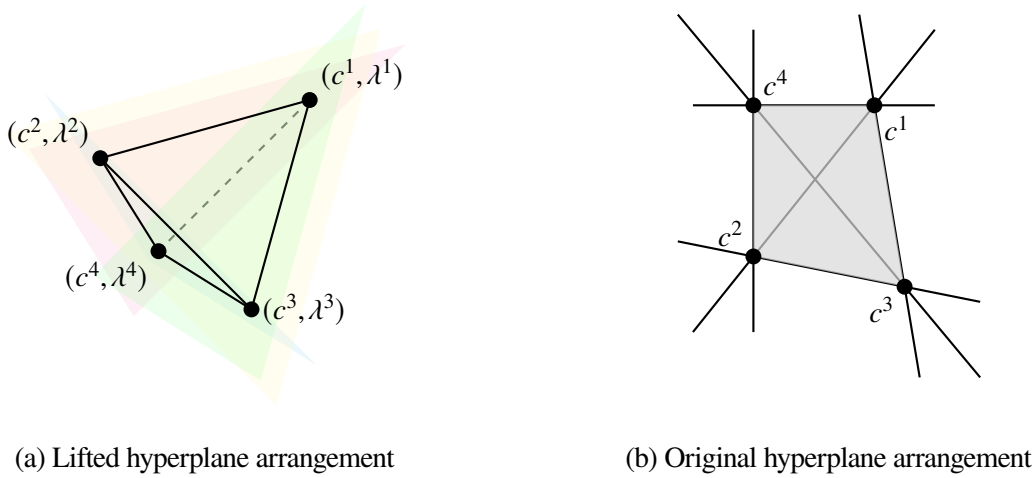 (c¹, λ¹)
(c², λ²)
(c⁴, λ⁴)
(c³, λ³)
(a) Lifted hyperplane arrangement
c⁴
c¹
c²
c³
(b) Original hyperplane arrangement